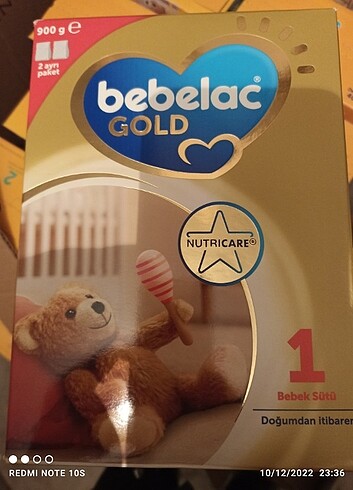 900 g ℮
2 ayrı
paket
bebelac®
GOLD
NUTRICARE®
1
Bebek Sütü
Doğumdan itibaren
REDMI NOTE 10S
10/12/2022 23:36